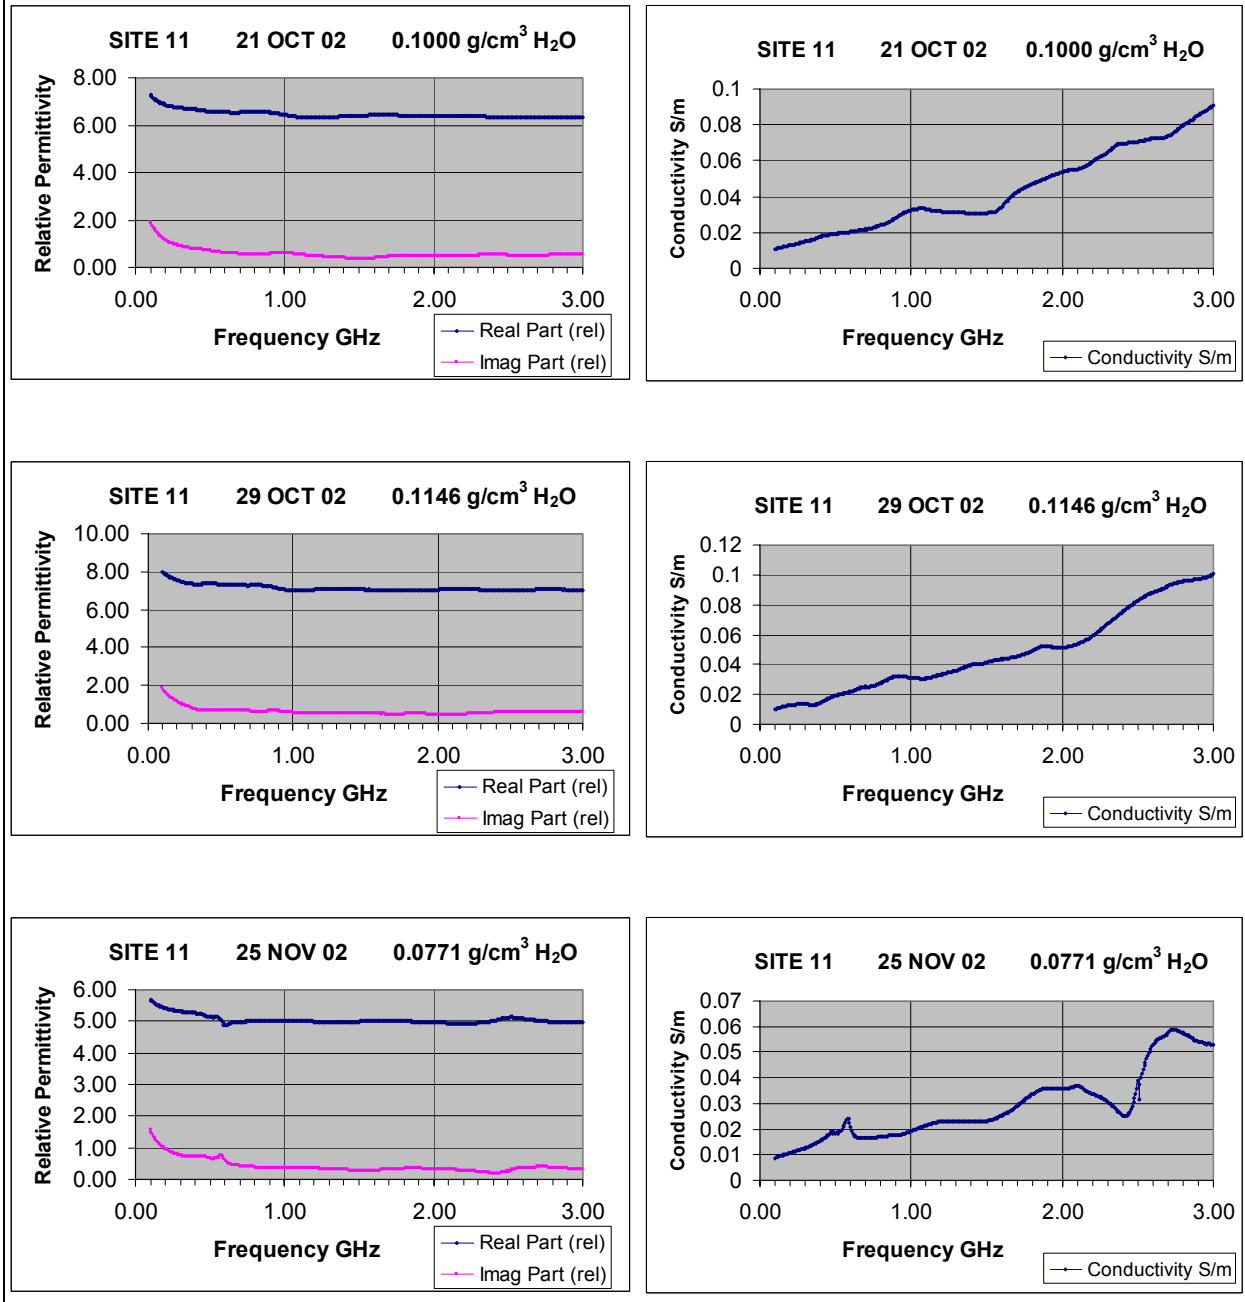 SITE 11 21 OCT 02 0.1000 g/cm³ H₂O
Relative Permittivity
8.00
6.00
4.00
2.00
0.00
0.00 1.00 2.00 3.00
Frequency GHz
Real Part (rel)
Imag Part (rel)
SITE 11 21 OCT 02 0.1000 g/cm³ H₂O
Conductivity S/m
0.1
0.08
0.06
0.04
0.02
0
0.00 1.00 2.00 3.00
Frequency GHz
Conductivity S/m
SITE 11 29 OCT 02 0.1146 g/cm³ H₂O
Relative Permittivity
10.00
8.00
6.00
4.00
2.00
0.00
0.00 1.00 2.00 3.00
Frequency GHz
Real Part (rel)
Imag Part (rel)
SITE 11 29 OCT 02 0.1146 g/cm³ H₂O
Conductivity S/m
0.12
0.1
0.08
0.06
0.04
0.02
0
0.00 1.00 2.00 3.00
Frequency GHz
Conductivity S/m
SITE 11 25 NOV 02 0.0771 g/cm³ H₂O
Relative Permittivity
6.00
5.00
4.00
3.00
2.00
1.00
0.00
0.00 1.00 2.00 3.00
Frequency GHz
Real Part (rel)
Imag Part (rel)
SITE 11 25 NOV 02 0.0771 g/cm³ H₂O
Conductivity S/m
0.07
0.06
0.05
0.04
0.03
0.02
0.01
0
0.00 1.00 2.00 3.00
Frequency GHz
Conductivity S/m